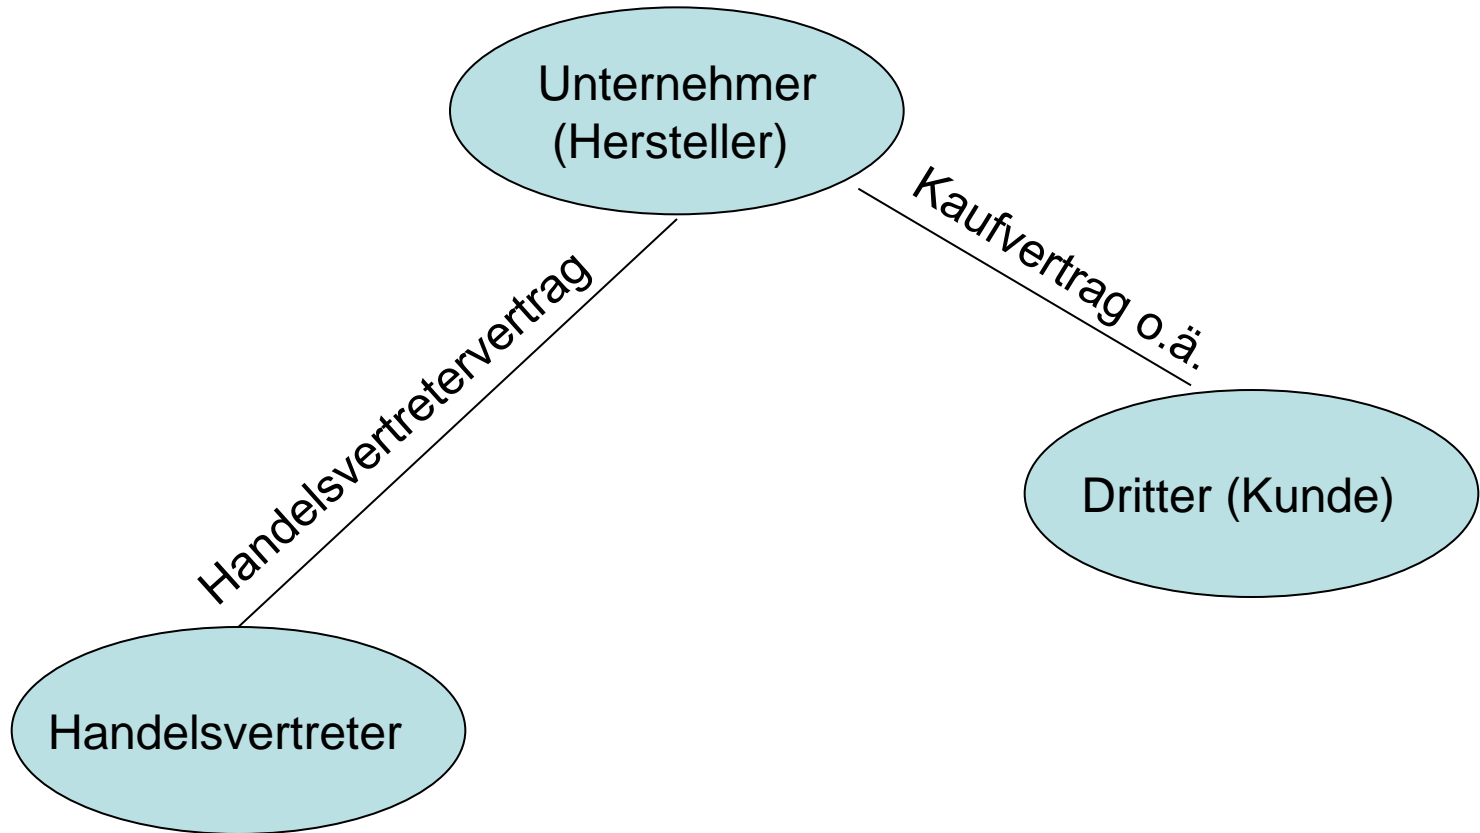 Unternehmer
(Hersteller)
Kaufvertrag o.ä.
Handelsvertretervertrag
Dritter (Kunde)
Handelsvertreter